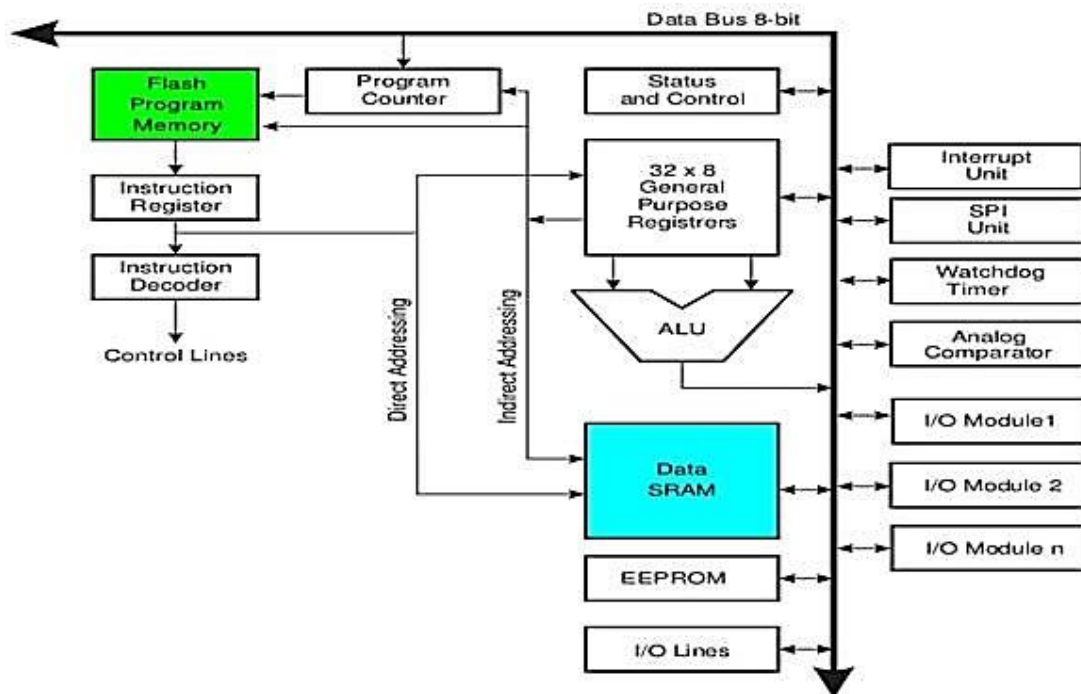 Data Bus 8-bit
Flash
Program
Memory
Program
Counter
Status
and Control
Instruction
Register
32 x 8
General
Purpose
Registrers
Instruction
Decoder
Control Lines
Direct Addressing
Indirect Addressing
ALU
Data
SRAM
EEPROM
I/O Lines
Interrupt
Unit
SPI
Unit
Watchdog
Timer
Analog
Comparator
I/O Module1
I/O Module 2
I/O Module n